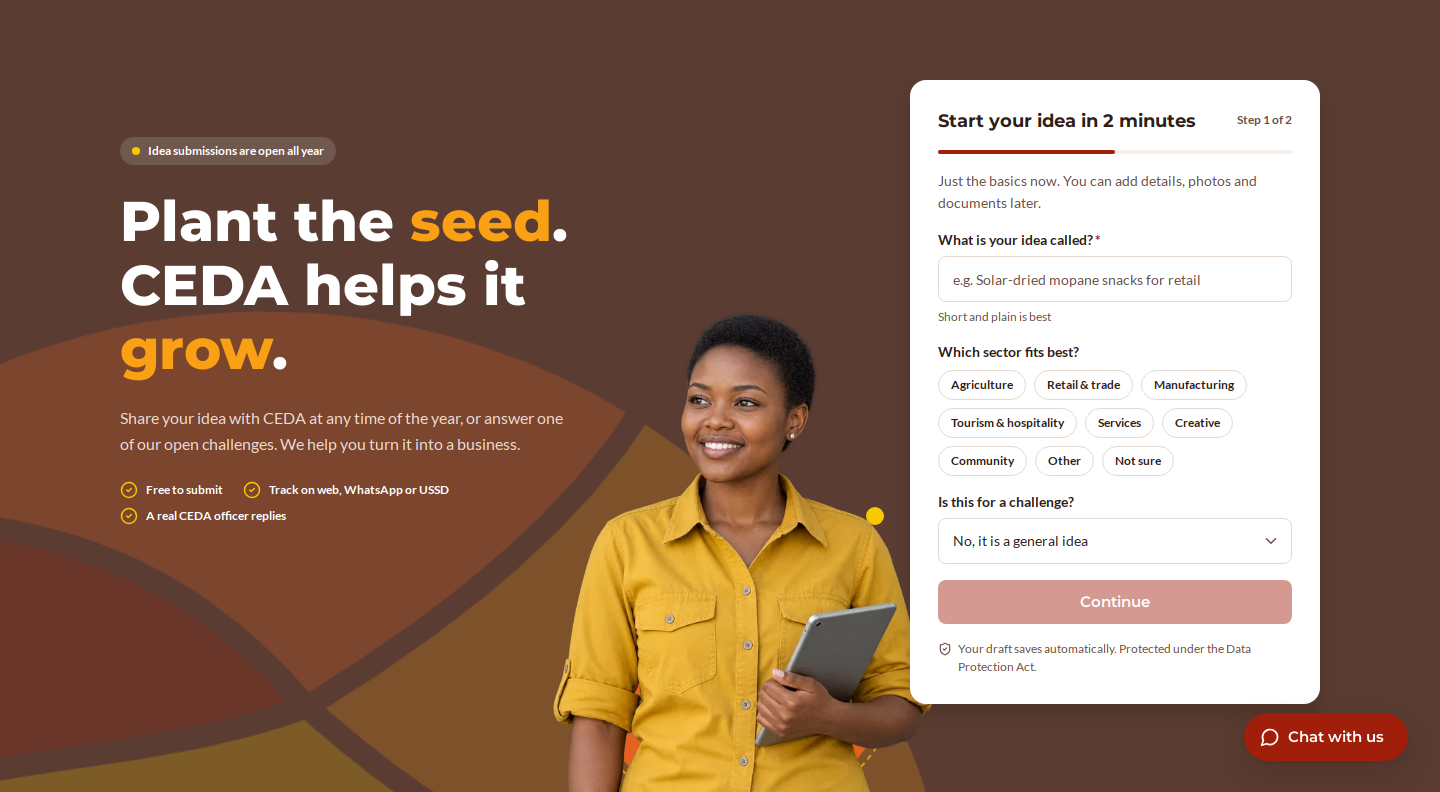 Idea submissions are open all year
Plant the seed.
CEDA helps it
grow.
Share your idea with CEDA at any time of the year, or answer one
of our open challenges. We help you turn it into a business.
Free to submit
Track on web, WhatsApp or USSD
A real CEDA officer replies
Start your idea in 2 minutes
Step 1 of 2
Just the basics now. You can add details, photos and
documents later.
What is your idea called? *
e.g. Solar-dried mopane snacks for retail
Short and plain is best
Which sector fits best?
Agriculture
Retail & trade
Manufacturing
Tourism & hospitality
Services
Creative
Community
Other
Not sure
Is this for a challenge?
No, it is a general idea
Continue
Your draft saves automatically. Protected under the Data
Protection Act.
Chat with us